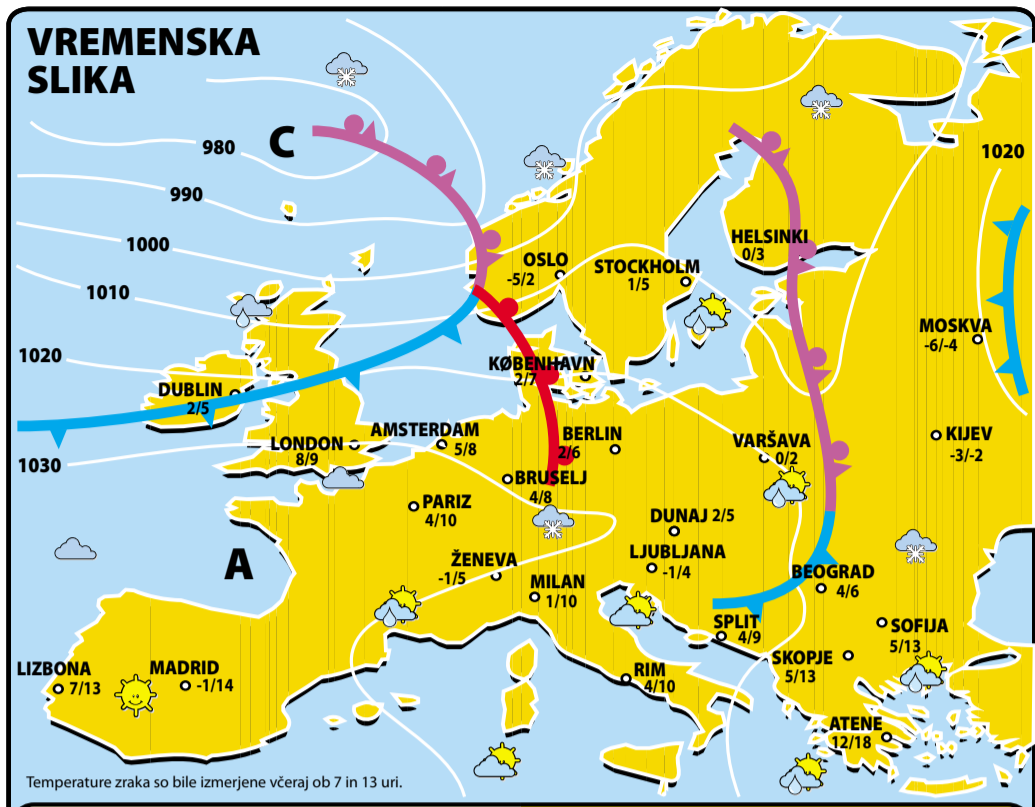 VREMENSKA
SLIKA
980
C
990
1000
1010
1020
1030
1020
OSLO
-5/2
STOCKHOLM
1/5
HELSINKI
0/3
MOSKVA
-6/-4
KØBENHAVN
2/7
DUBLIN
2/5
LONDON
8/9
AMSTERDAM
5/8
BERLIN
2/6
VARŠAVA
0/2
KIJEV
-3/-2
BRUSELJ
4/8
PARIZ
4/10
DUNAJ 2/5
LJUBLJANA
-1/4
A
ŽENEVA
-1/5
MILAN
1/10
BEOGRAD
4/6
SPLIT
4/9
SOFIJA
5/13
SKOPJE
5/13
LIZBONA
7/13
MADRID
-1/14
RIM
4/10
ATENE
12/18
Temperature zraka so bile izmerjene včeraj ob 7 in 13 uri.